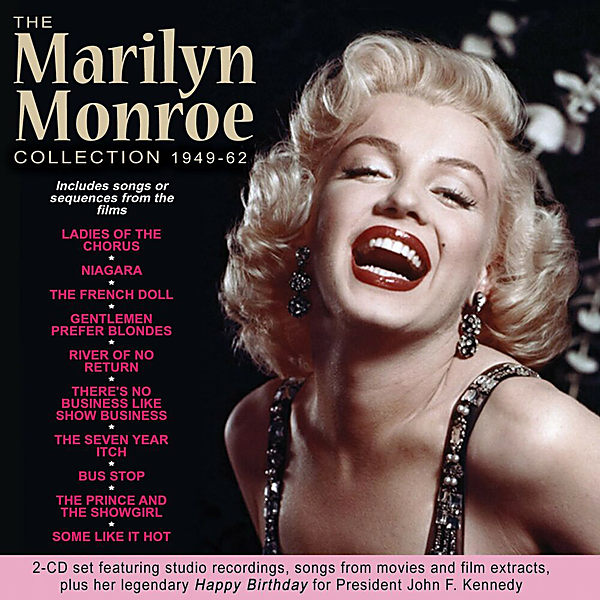 THE
Marilyn
Monroe
COLLECTION 1949-62
Includes songs or
sequences from the
films
LADIES OF THE
CHORUS
★
NIAGARA
★
THE FRENCH DOLL
★
GENTLEMEN
PREFER BLONDES
★
RIVER OF NO
RETURN
★
THERE'S NO
BUSINESS LIKE
SHOW BUSINESS
★
THE SEVEN YEAR
ITCH
★
BUS STOP
★
THE PRINCE AND
THE SHOWGIRL
★
SOME LIKE IT HOT
2-CD set featuring studio recordings, songs from movies and film extracts,
plus her legendary Happy Birthday for President John F. Kennedy